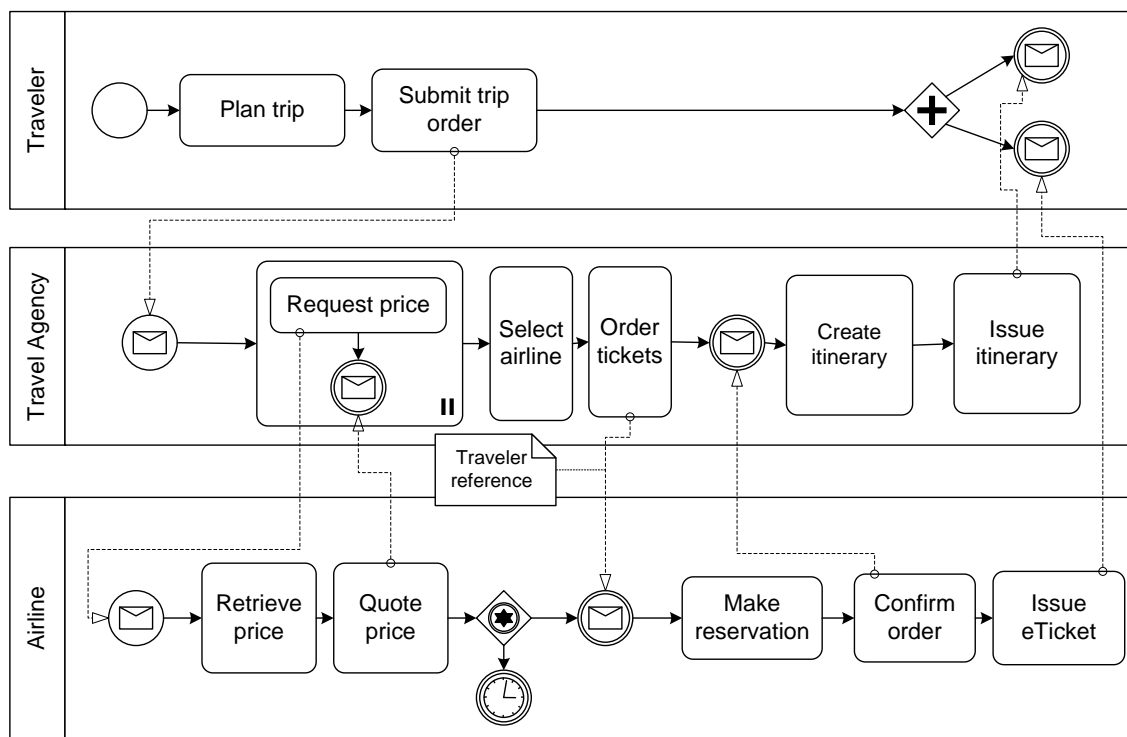 Traveler
Plan trip
Submit trip
order
Travel Agency
Request price
Select
airline
Order
tickets
Create
itinerary
Issue
itinerary
Traveler
reference
Airline
Retrieve
price
Quote
price
Make
reservation
Confirm
order
Issue
eTicket